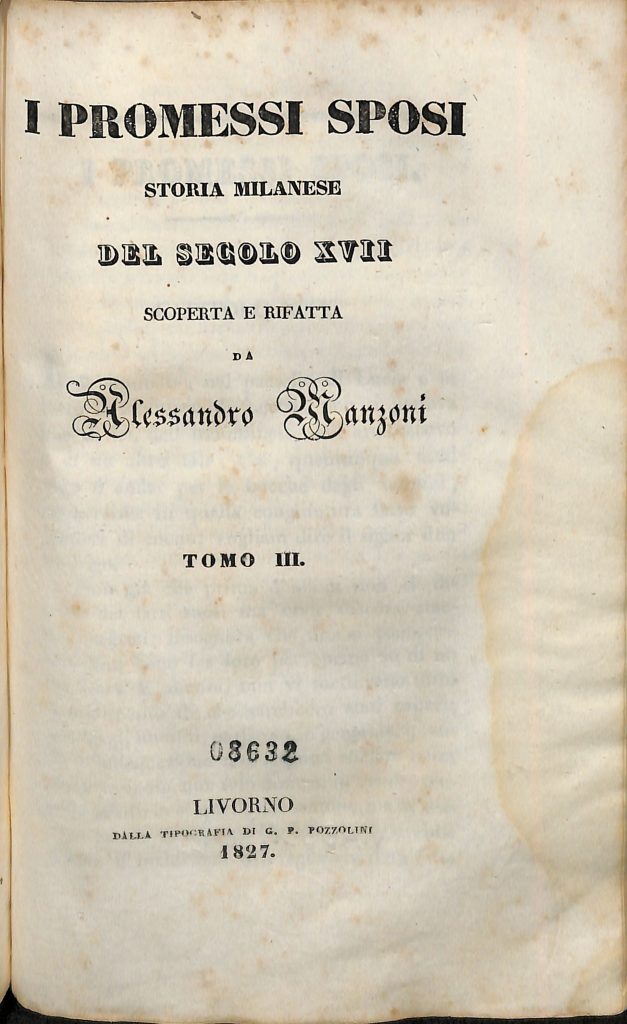 I PROMESSI SPOSI
STORIA MILANESE
DEL SECOLO XVII
SCOPERTA E RIFATTA
DA
Alessandro Manzoni
TOMO III.
08632
LIVORNO
DALLA TIPOGRAFIA DI G. P. POZZOLINI
1827.